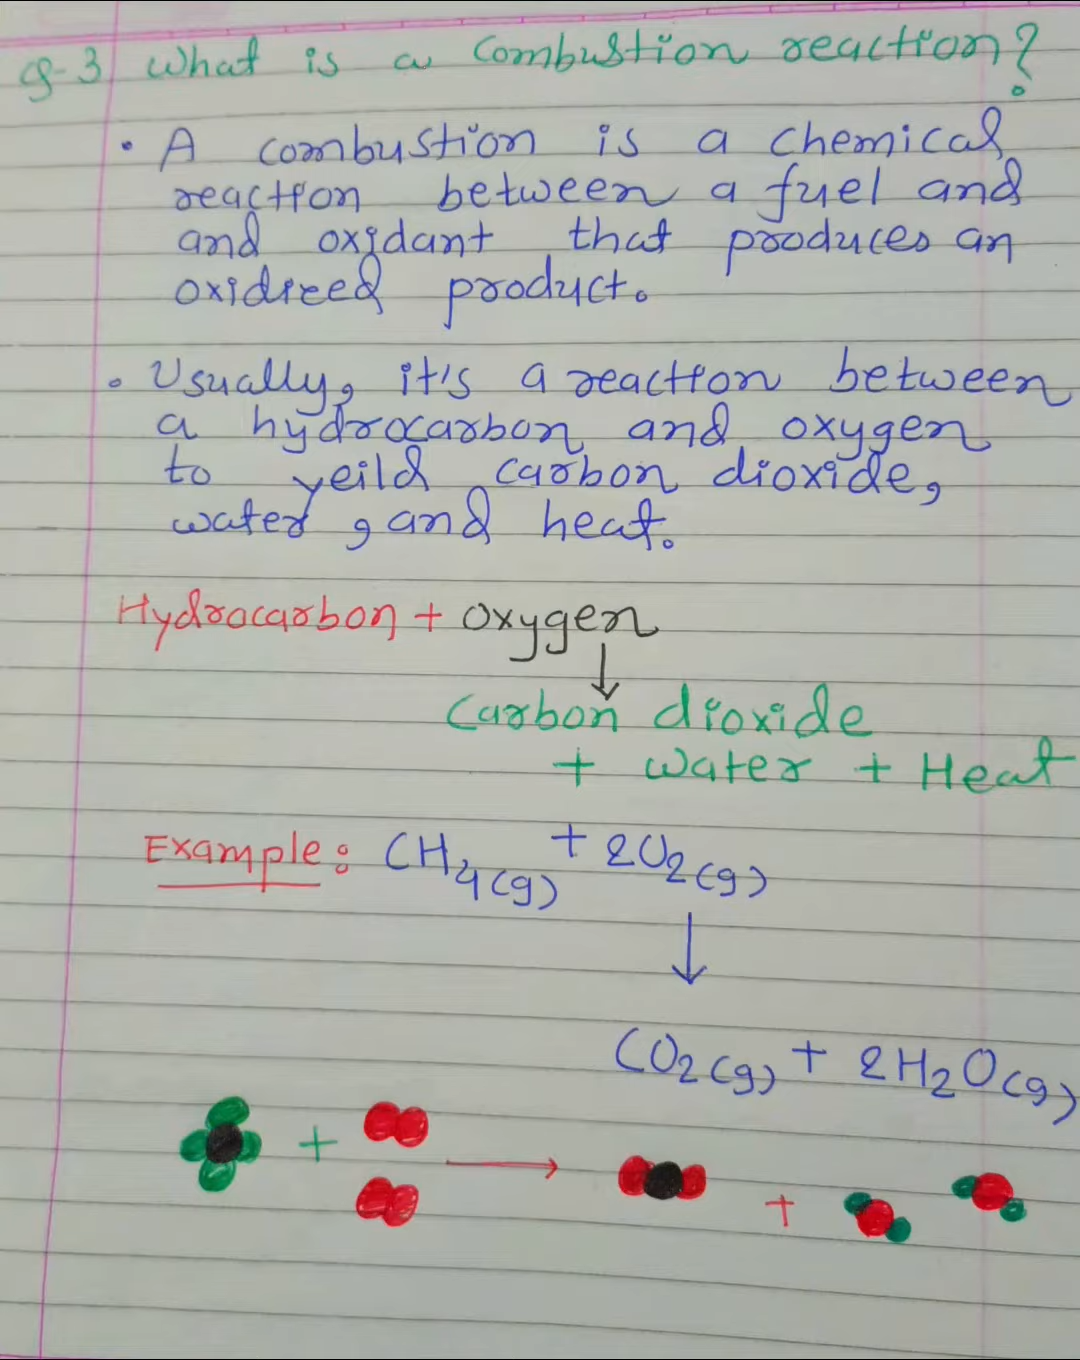 Q-3 What is a combustion reaction?
• A combustion is a chemical
reaction between a fuel and
and oxidant that produces an
oxidized product.
• Usually, it's a reaction between
a hydrocarbon and oxygen
to yeild carbon dioxide,
water, and heat.
Hydrocarbon + Oxygen
↓
Carbon dioxide
+ Water + Heat
Example: CH4(g) + 2O2(g)
↓
CO2(g) + 2H2O(g)
+ → +